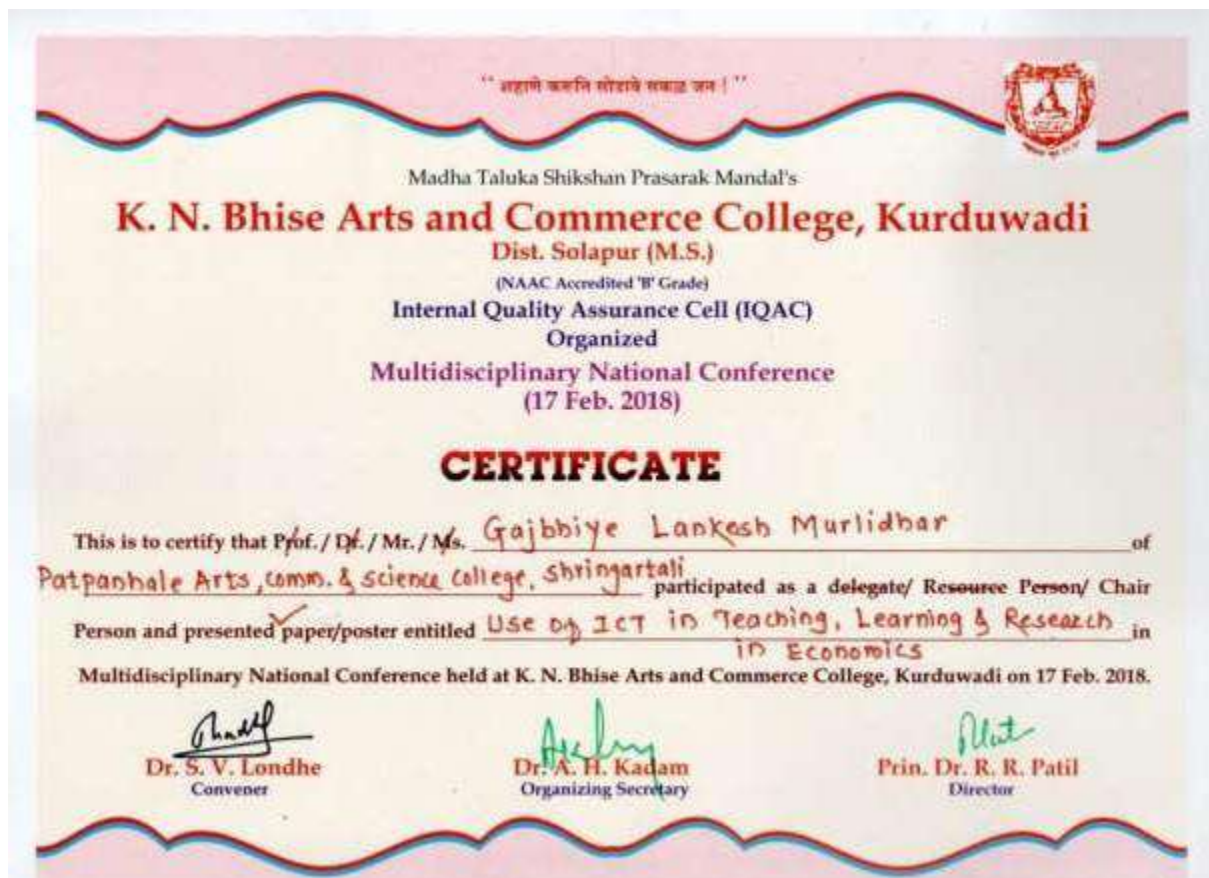 “ शहाणे करूनि सोडावे सकळ जन ! ”
Madha Taluka Shikshan Prasarak Mandal's
K. N. Bhise Arts and Commerce College, Kurduwadi
Dist. Solapur (M.S.)
(NAAC Accredited 'B' Grade)
Internal Quality Assurance Cell (IQAC)
Organized
Multidisciplinary National Conference
(17 Feb. 2018)
CERTIFICATE
This is to certify that Prof. / Dr. / Mr. / Ms. Gajbhiye Lankesh Murlidhar of
Patpanhale Arts, comm. & science college, Shringartali participated as a delegate/ Resource Person/ Chair
Person and presented paper/poster entitled Use of ICT in Teaching, Learning & Research in
in Economics
Multidisciplinary National Conference held at K. N. Bhise Arts and Commerce College, Kurduwadi on 17 Feb. 2018.
Dr. S. V. Londhe Dr. A. H. Kadam Prin. Dr. R. R. Patil
Convener Organizing Secretary Director